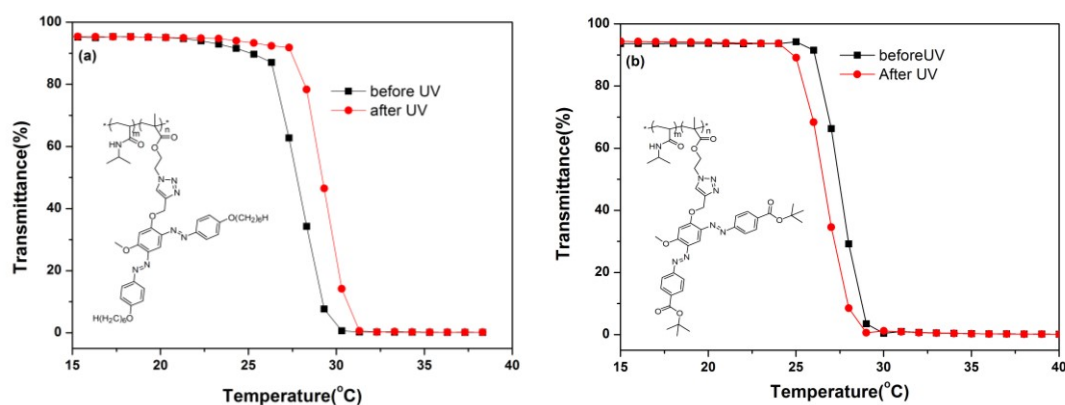 Transmittance(%)
100
80
60
40
20
0
(a)
before UV
after UV
*
m
n
*
HN
O
O
O
N
N
N
O
O
N=N
O(CH₂)₆H
N=N
H(H₂C)₆O
15
20
25
30
35
40
Temperature(°C)
Transmittance(%)
100
80
60
40
20
0
(b)
beforeUV
After UV
*
m
n
*
HN
O
O
O
N
N
N
O
O
N=N
O
O
N=N
O
O
15
20
25
30
35
40
Temperature(°C)